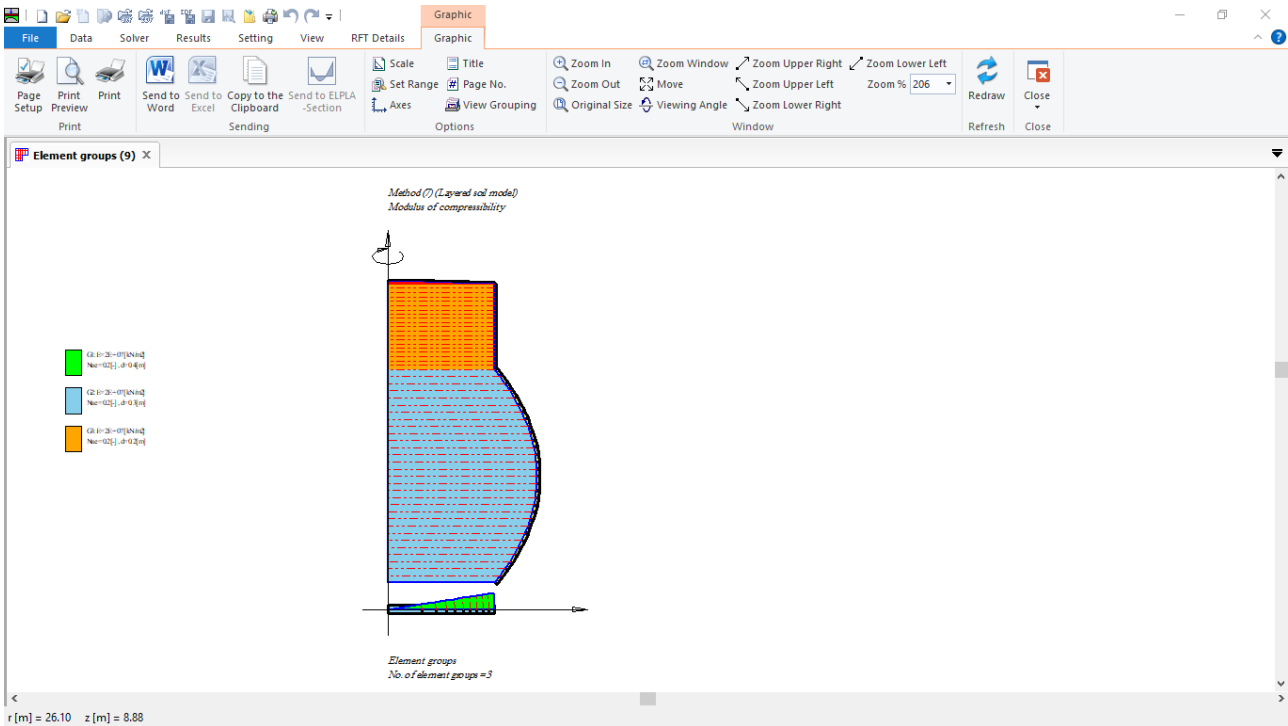 Graphic
File Data Solver Results Setting View RFT Details Graphic
Scale Title Zoom In Zoom Window Zoom Upper Right Zoom Lower Left
Set Range Page No. Zoom Out Move Zoom Upper Left Zoom % 206
Axes View Grouping Original Size Viewing Angle Zoom Lower Right
Page Setup
Print Preview
Print
Send to Word
Send to Excel
Copy to the Clipboard
Send to ELPLA -Section
Redraw
Close
Print Sending Options Window Refresh Close
Element groups (9) X
Method (7) (Layered soil model)
Modulus of compressibility
Element groups
No. of element groups = 3
r [m] = 26.10 z [m] = 8.88